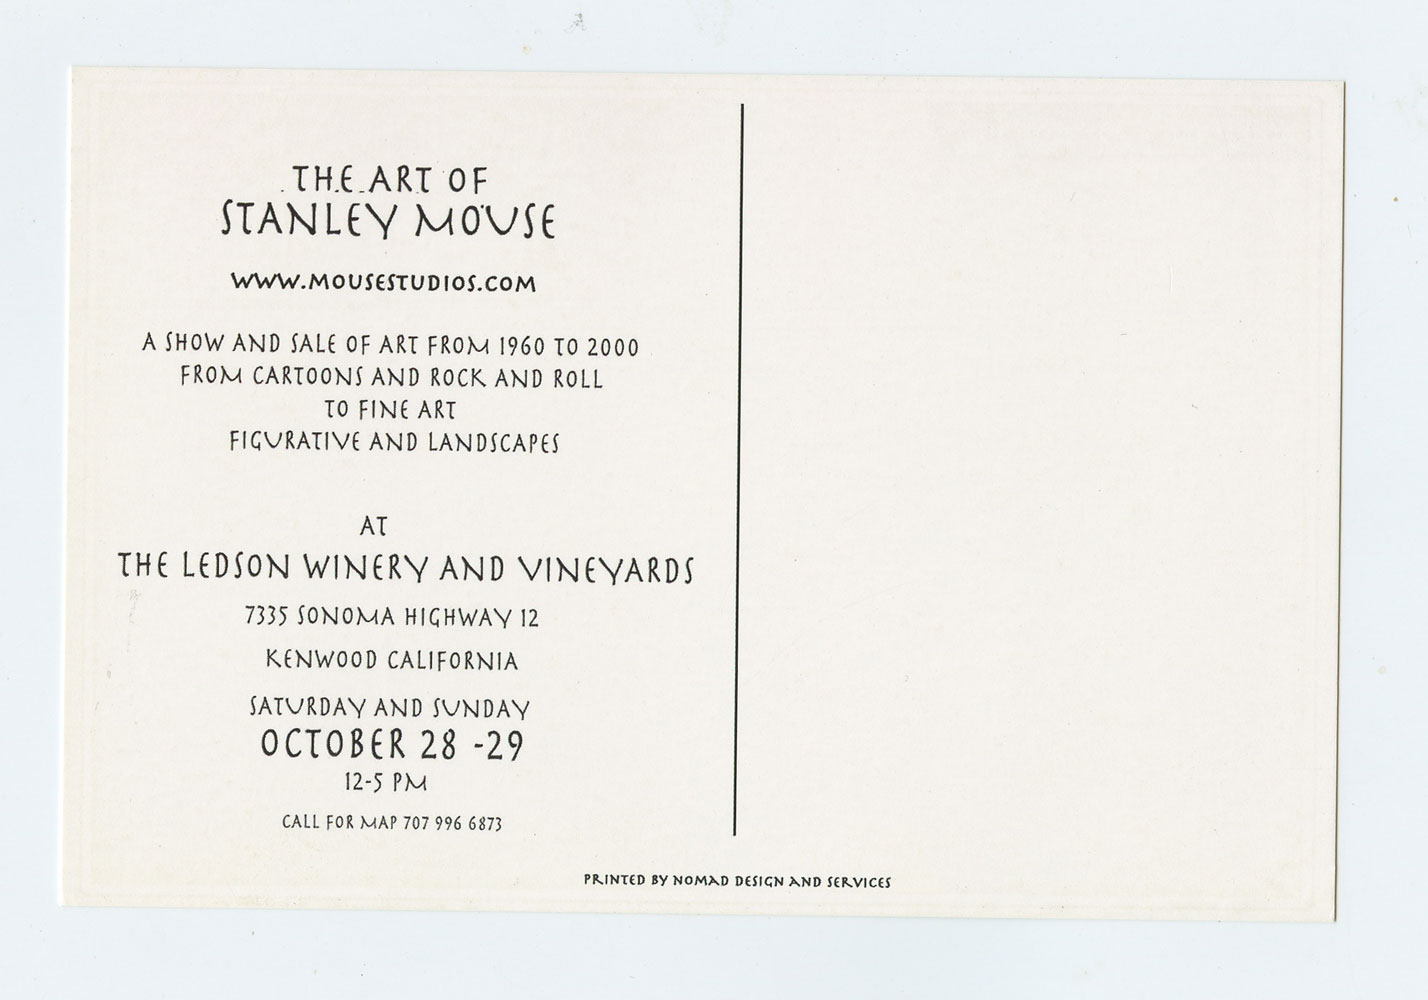 THE ART OF
STANLEY MOUSE
WWW.MOUSESTUDIOS.COM
A SHOW AND SALE OF ART FROM 1960 TO 2000
FROM CARTOONS AND ROCK AND ROLL
TO FINE ART
FIGURATIVE AND LANDSCAPES
AT
THE LEDSON WINERY AND VINEYARDS
7335 SONOMA HIGHWAY 12
KENWOOD CALIFORNIA
SATURDAY AND SUNDAY
OCTOBER 28 -29
12-5 PM
CALL FOR MAP 707 996 6873
PRINTED BY NOMAD DESIGN AND SERVICES